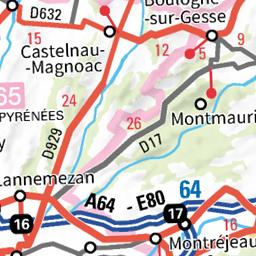 D632
Boulogne
-sur-Gesse
15
Castelnau-
-Magnoac
12
5
9
65
PYRÉNÉES
24
26
Montmauri
D929
D17
y
Lannemezan
A64 - E80
64
16
17
16
Montréjeau